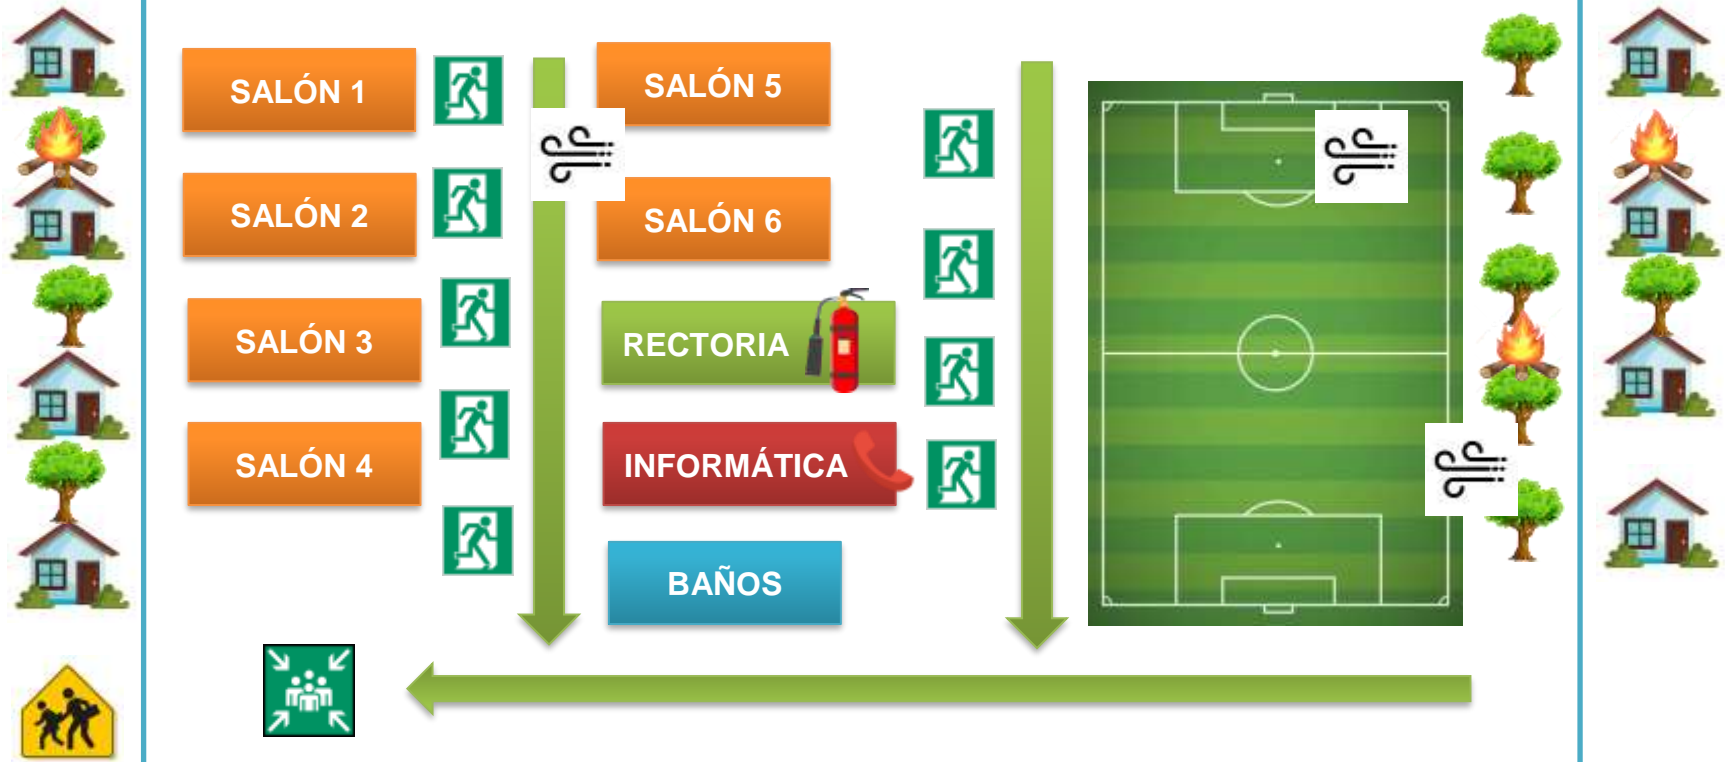 SALÓN 1
SALÓN 5
SALÓN 2
SALÓN 6
SALÓN 3
RECTORIA
SALÓN 4
INFORMÁTICA
BAÑOS